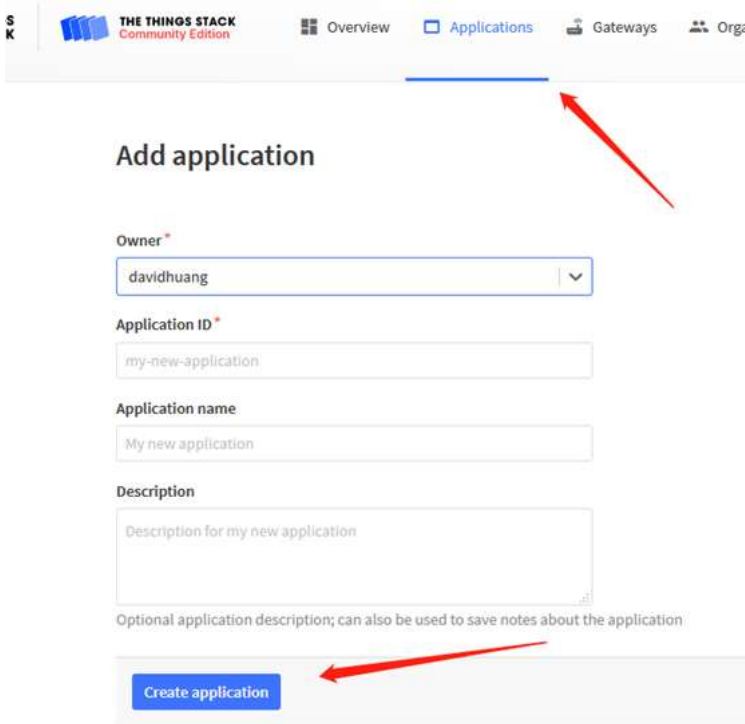 S
K
THE THINGS STACK
Community Edition
Overview Applications Gateways
Add application
Owner*
davidhuang
Application ID*
my-new-application
Application name
My new application
Description
Description for my new application
Optional application description; can also be used to save notes about the application
Create application